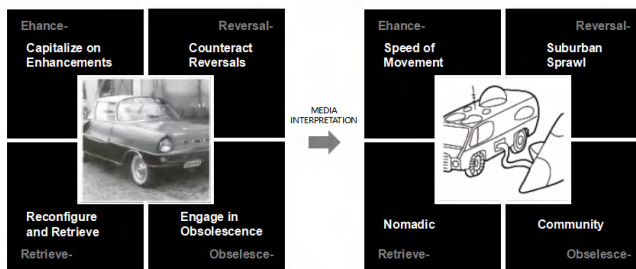 Ehance-
Reversal-
Capitalize on
Enhancements
Counteract
Reversals
Reconfigure
and Retrieve
Engage in
Obsolescence
Retrieve-
Obselesce-
MEDIA
INTERPRETATION
Ehance-
Reversal-
Speed of
Movement
Suburban
Sprawl
Nomadic
Community
Retrieve-
Obselesce-